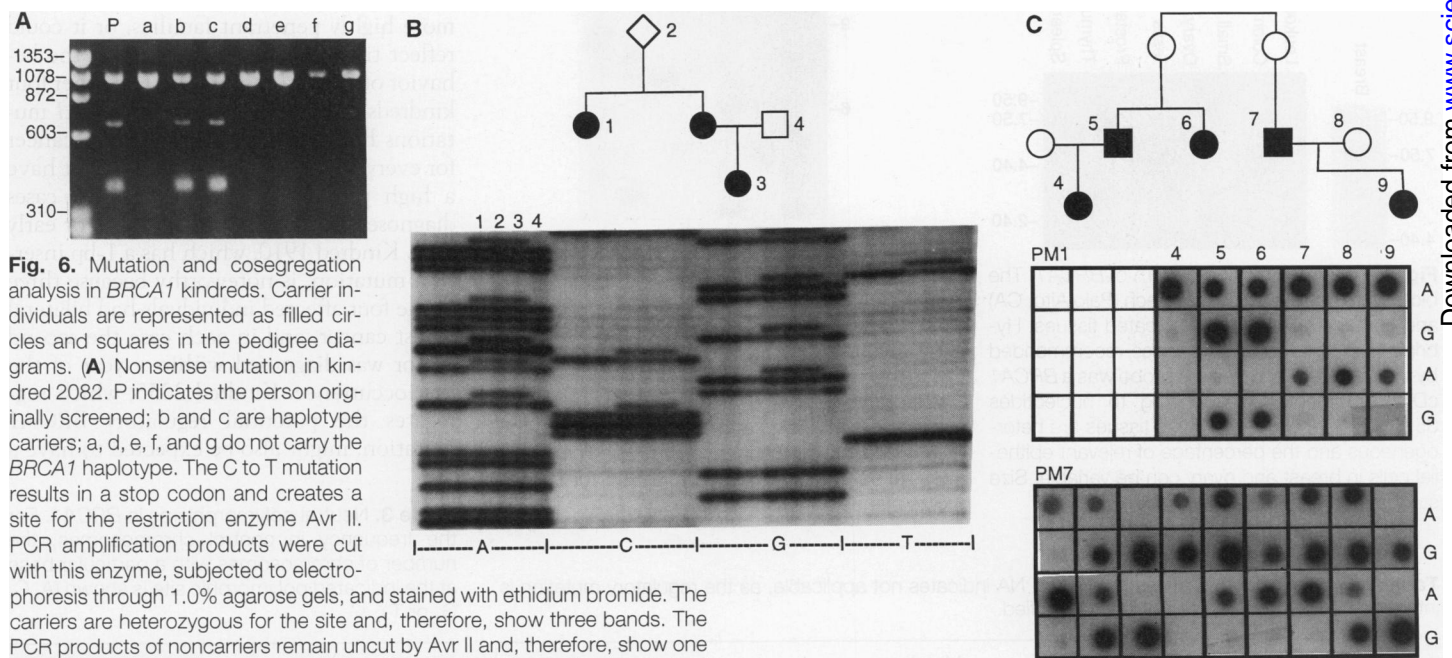 A
P a b c d e f g
1353–
1078–
872–
603–
310–
Fig. 6. Mutation and cosegregation
analysis in BRCA1 kindreds. Carrier in-
dividuals are represented as filled cir-
cles and squares in the pedigree dia-
grams. (A) Nonsense mutation in kin-
dred 2082. P indicates the person orig-
inally screened; b and c are haplotype
carriers; a, d, e, f, and g do not carry the
BRCA1 haplotype. The C to T mutation
results in a stop codon and creates a
site for the restriction enzyme Avr II.
PCR amplification products were cut
with this enzyme, subjected to electro-
phoresis through 1.0% agarose gels, and stained with ethidium bromide. The
carriers are heterozygous for the site and, therefore, show three bands. The
PCR products of noncarriers remain uncut by Avr II and, therefore, show one
B
2
1
4
3
1 2 3 4
A C G T
C
5 6 7 8
4 9
PM1
4 5 6 7 8 9
A
G
A
G
PM7
A
G
A
G
Downloaded from www.scie